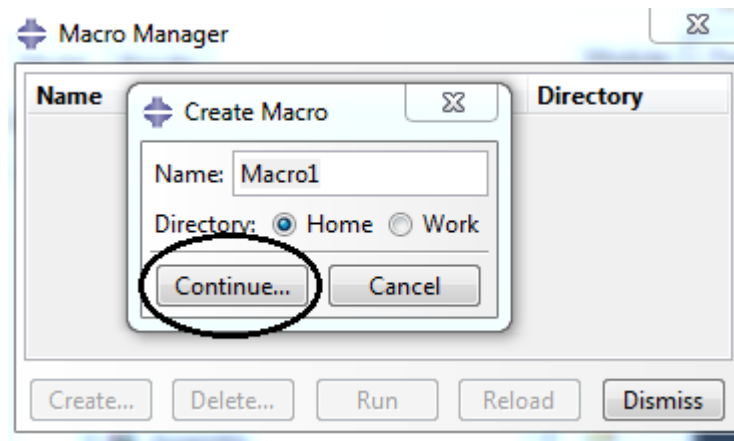 Macro Manager
Name Directory
Create Macro
Name: Macro1
Directory: Home Work
Continue... Cancel
Create... Delete... Run Reload Dismiss